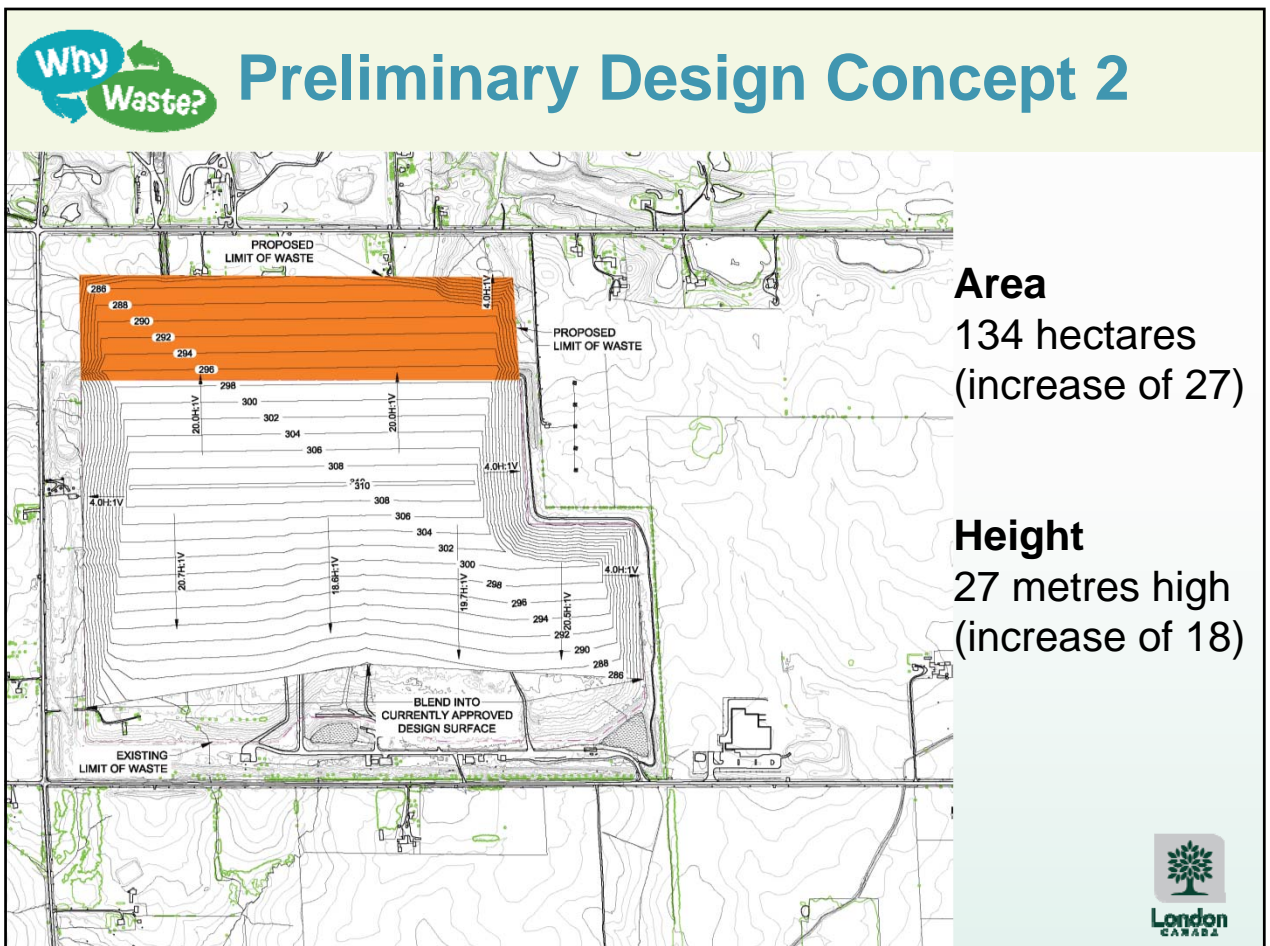 Why
Waste?
Preliminary Design Concept 2
PROPOSED
LIMIT OF WASTE
286
288
290
292
294
296
4.0H:1V
PROPOSED
LIMIT OF WASTE
298
300
302
304
306
308
310
308
306
304
302
300
298
296
294
292
290
288
286
20.0H:1V
20.0H:1V
4.0H:1V
4.0H:1V
4.0H:1V
20.7H:1V
18.6H:1V
19.7H:1V
20.5H:1V
BLEND INTO
CURRENTLY APPROVED
DESIGN SURFACE
EXISTING
LIMIT OF WASTE
Area
134 hectares
(increase of 27)
Height
27 metres high
(increase of 18)
London
CANADA